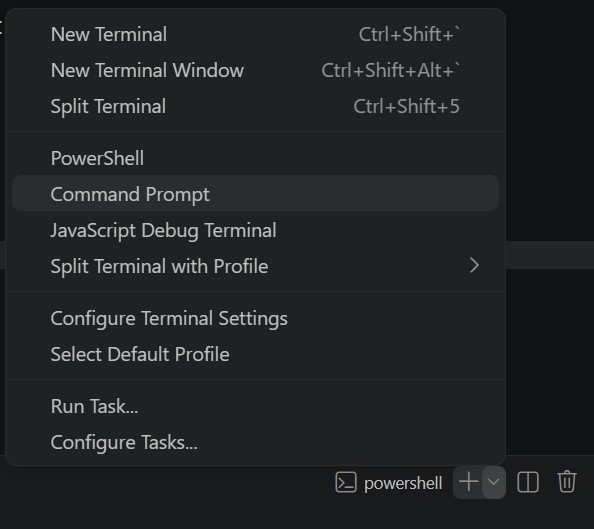 New Terminal Ctrl+Shift+`
New Terminal Window Ctrl+Shift+Alt+`
Split Terminal Ctrl+Shift+5
PowerShell
Command Prompt
JavaScript Debug Terminal
Split Terminal with Profile
Configure Terminal Settings
Select Default Profile
Run Task...
Configure Tasks...
powershell